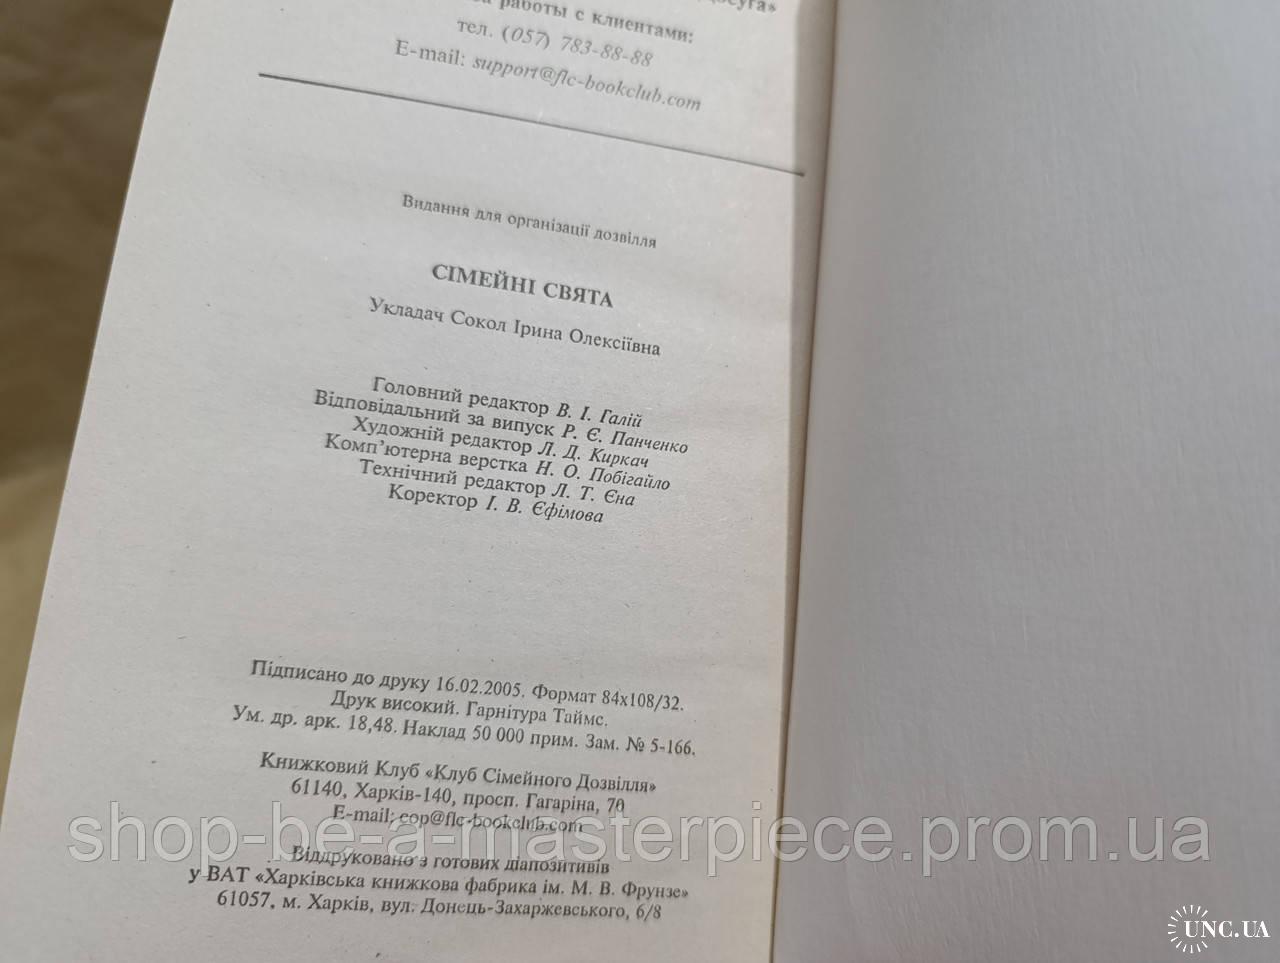 работы с клиентами:
тел. (057) 783-88-88
E-mail: support@flc-bookclub.com
Видання для організації дозвілля
СІМЕЙНІ СВЯТА
Укладач Сокол Ірина Олексіївна
Головний редактор В. І. Галій
Відповідальний за випуск Р. Є. Панченко
Художній редактор Л. Д. Киркач
Комп’ютерна верстка Н. О. Побігайло
Технічний редактор Л. Т. Єна
Коректор І. В. Єфімова
Підписано до друку 16.02.2005. Формат 84х108/32.
Друк високий. Гарнітура Таймс.
Ум. др. арк. 18,48. Наклад 50 000 прим. Зам. № 5-166.
Книжковий Клуб «Клуб Сімейного Дозвілля»
61140, Харків-140, просп. Гагаріна, 70
E-mail: cop@flc-bookclub.com
shop-be-a-masterpiece.prom.ua
Віддруковано з готових діапозитивів
у ВАТ «Харківська книжкова фабрика ім. М. В. Фрунзе»
61057, м. Харків, вул. Донець-Захаржевського, 6/8
UNC.UA